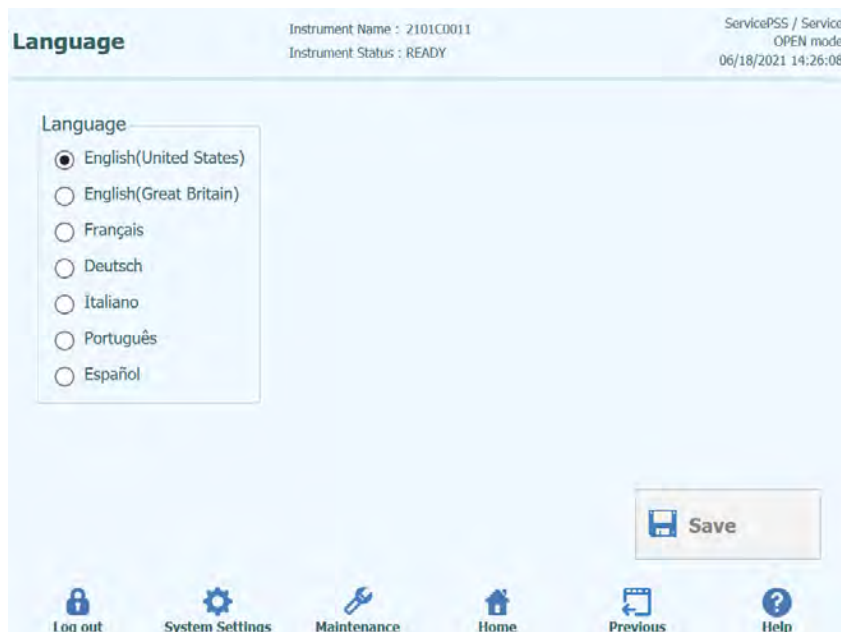 Language
Instrument Name : 2101C0011
Instrument Status : READY
ServicePSS / Service
OPEN mode
06/18/2021 14:26:08
Language
English(United States)
English(Great Britain)
Français
Deutsch
Italiano
Português
Español
Save
Log out
System Settings
Maintenance
Home
Previous
Help